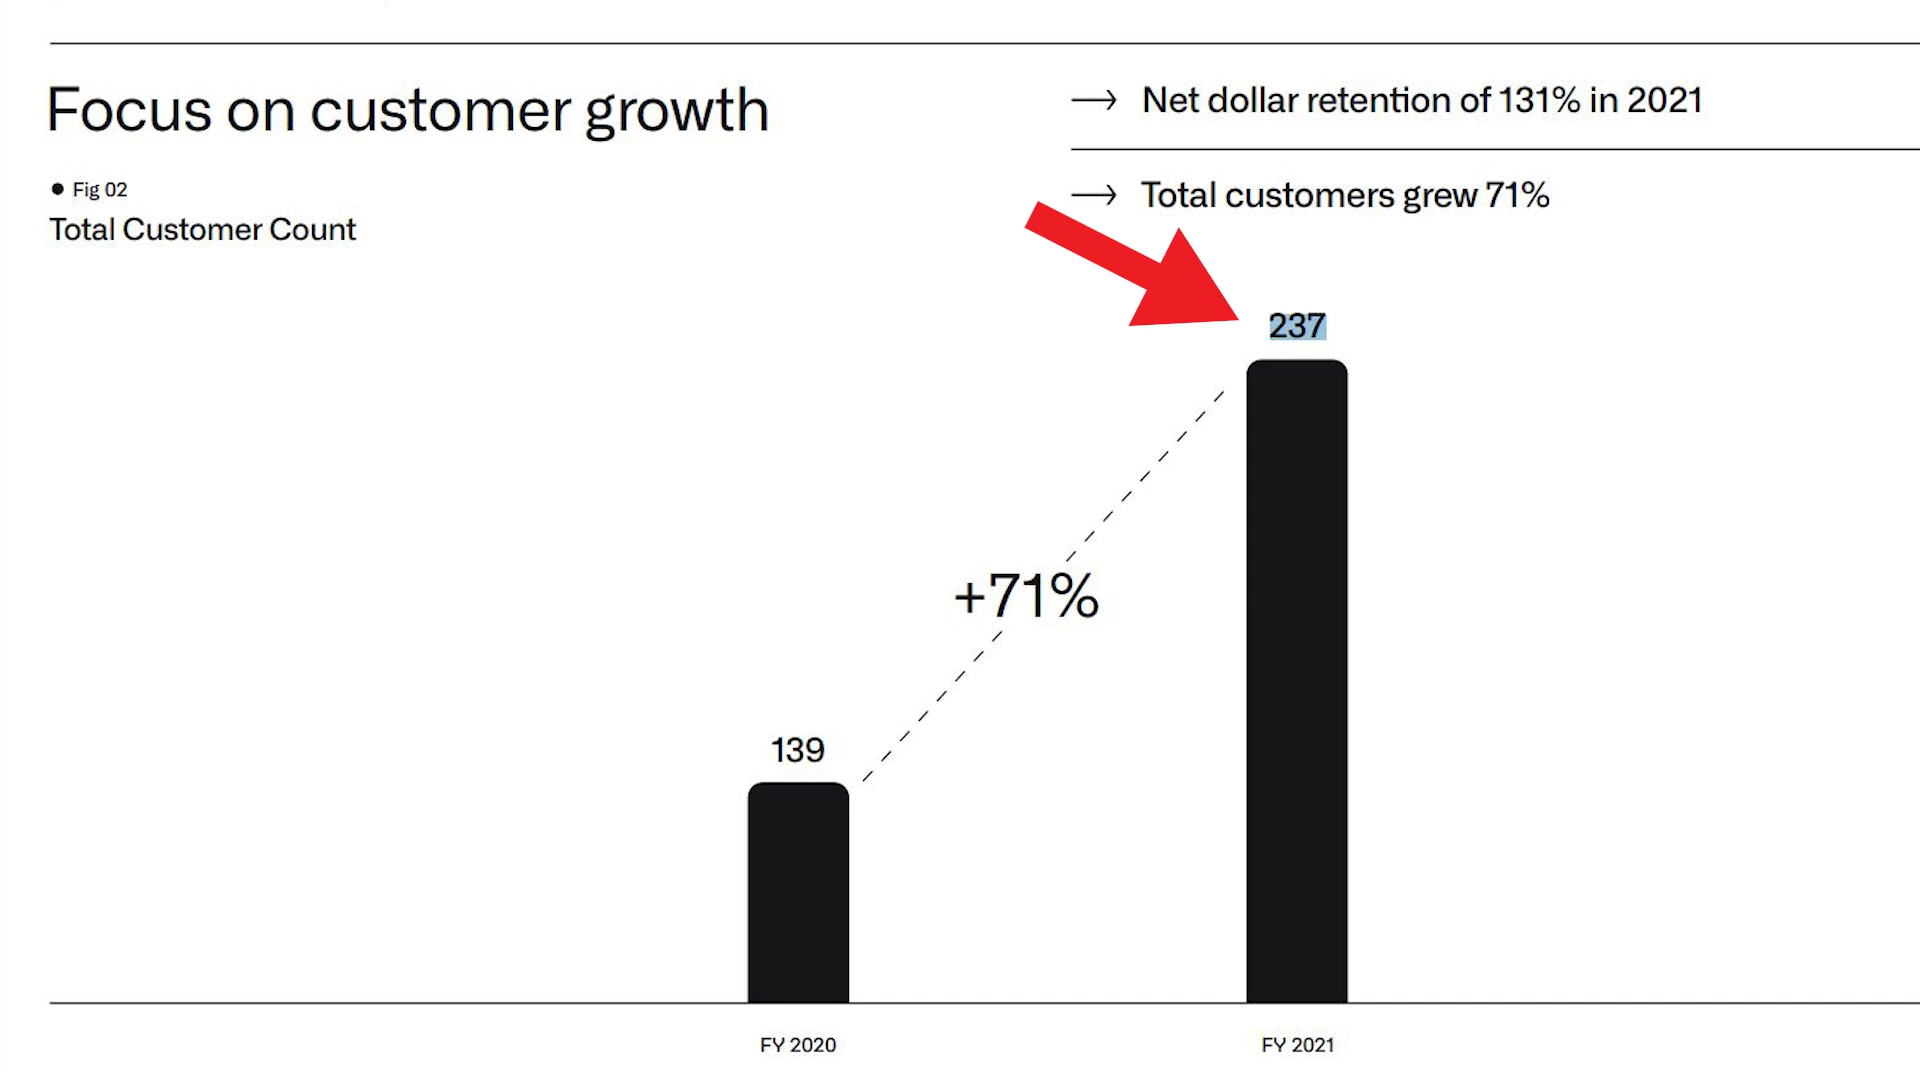 Focus on customer growth
● Fig 02
Total Customer Count
→ Net dollar retention of 131% in 2021
→ Total customers grew 71%
237
+71%
139
FY 2020
FY 2021